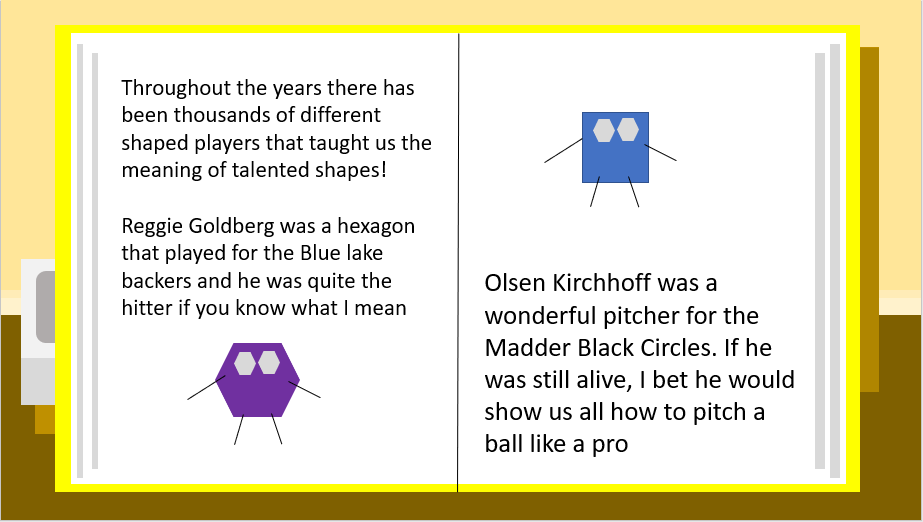 Throughout the years there has
been thousands of different
shaped players that taught us the
meaning of talented shapes!
Reggie Goldberg was a hexagon
that played for the Blue lake
backers and he was quite the
hitter if you know what I mean
Olsen Kirchhoff was a
wonderful pitcher for the
Madder Black Circles. If he
was still alive, I bet he would
show us all how to pitch a
ball like a pro